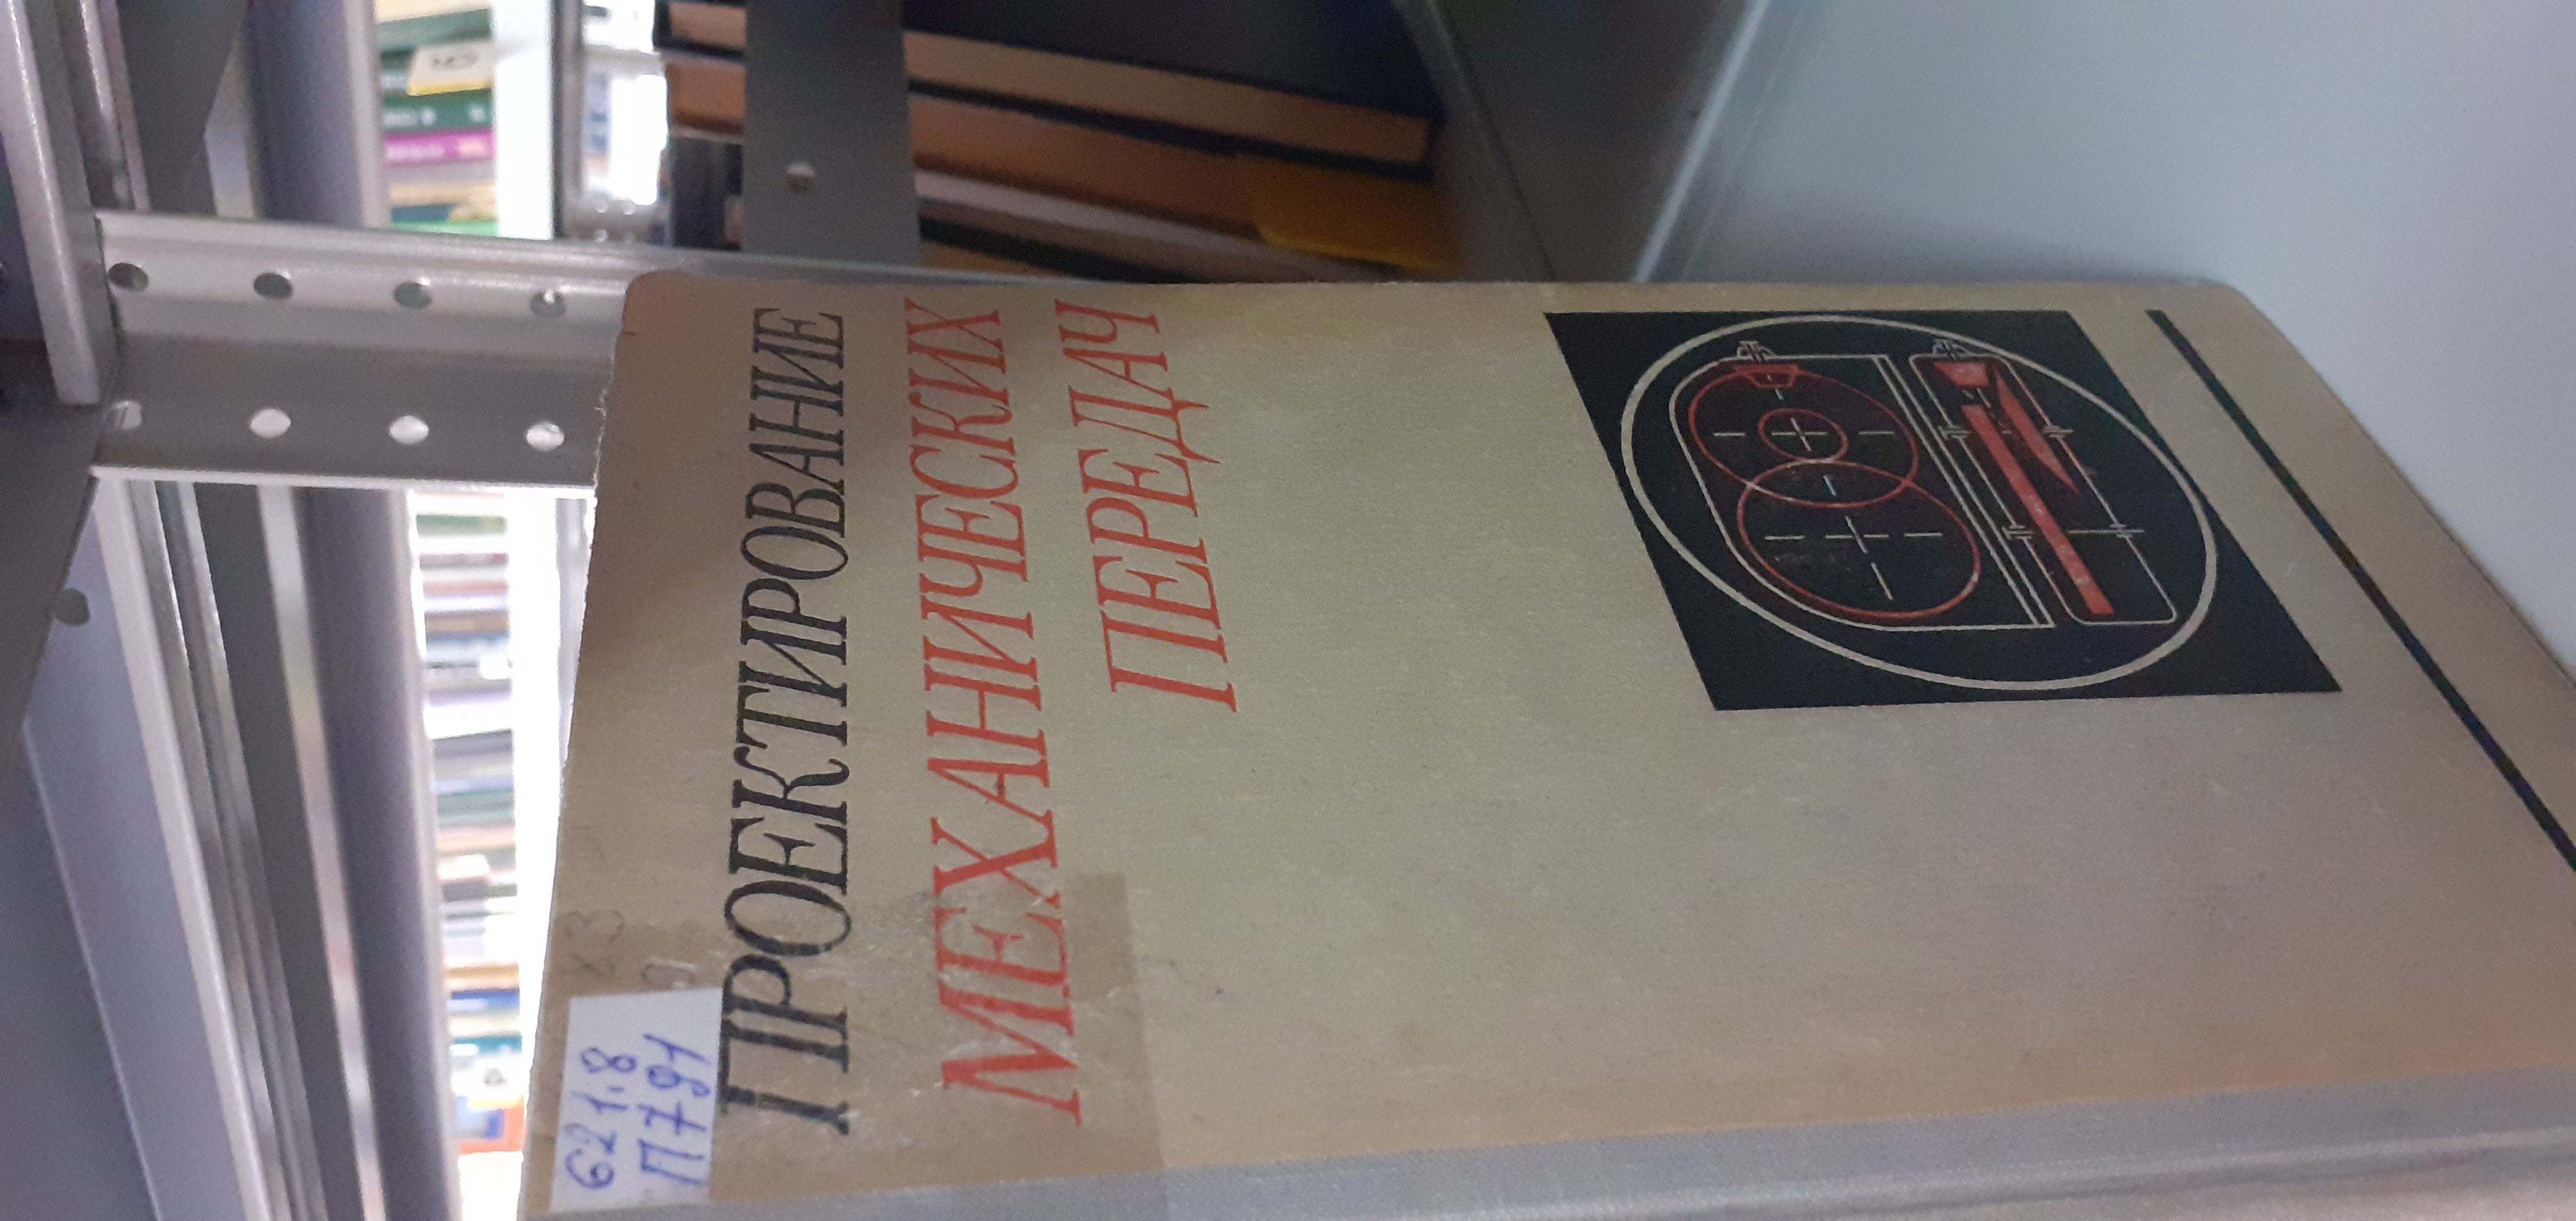 621.8
П791
ПРОЕКТИРОВАНИЕ
МЕХАНИЧЕСКИХ
ПЕРЕДАЧ